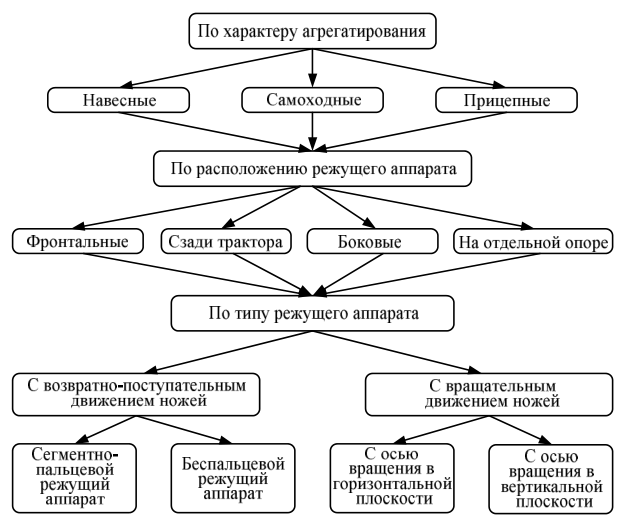 По характеру агрегатирования
Навесные
Самоходные
Прицепные
По расположению режущего аппарата
Фронтальные
Сзади трактора
Боковые
На отдельной опоре
По типу режущего аппарата
С возвратно-поступательным
движением ножей
С вращательным
движением ножей
Сегментно-
пальцевой
режущий
аппарат
Беспальцевой
режущий
аппарат
С осью
вращения в
горизонтальной
плоскости
С осью
вращения в
вертикальной
плоскости